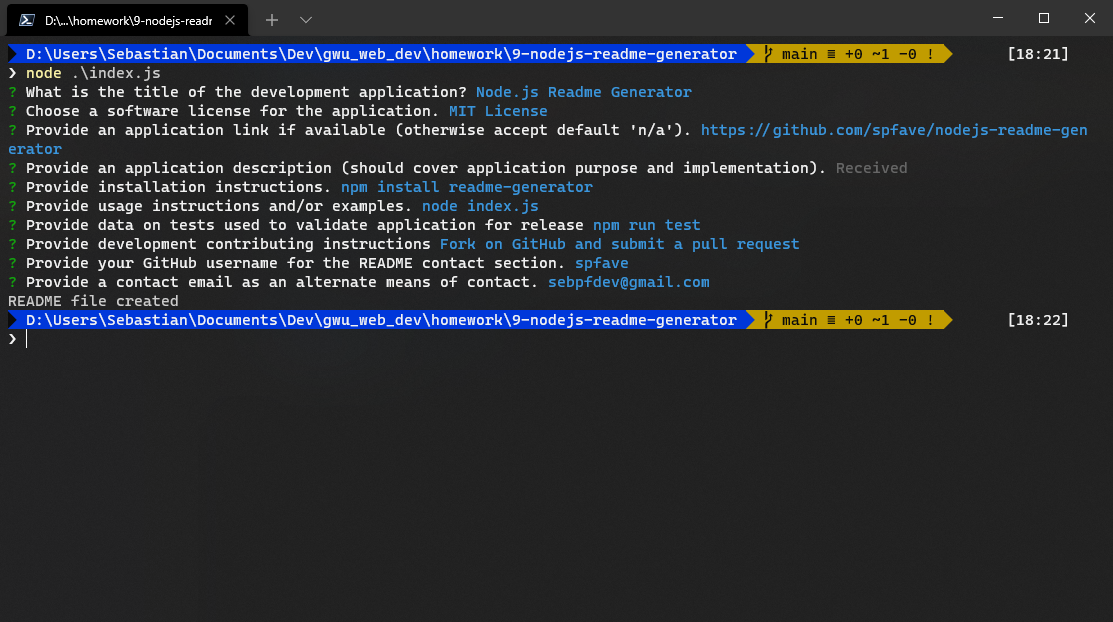 D:\...\homework\9-nodejs-readr
D:\Users\Sebastian\Documents\Dev\gwu_web_dev\homework\9-nodejs-readme-generator main ≡ +0 ~1 -0 ! [18:21]
❯ node .\index.js
? What is the title of the development application? Node.js Readme Generator
? Choose a software license for the application. MIT License
? Provide an application link if available (otherwise accept default 'n/a'). https://github.com/spfave/nodejs-readme-gen
erator
? Provide an application description (should cover application purpose and implementation). Received
? Provide installation instructions. npm install readme-generator
? Provide usage instructions and/or examples. node index.js
? Provide data on tests used to validate application for release npm run test
? Provide development contributing instructions Fork on GitHub and submit a pull request
? Provide your GitHub username for the README contact section. spfave
? Provide a contact email as an alternate means of contact. sebpfdev@gmail.com
README file created
D:\Users\Sebastian\Documents\Dev\gwu_web_dev\homework\9-nodejs-readme-generator main ≡ +0 ~1 -0 ! [18:22]
❯